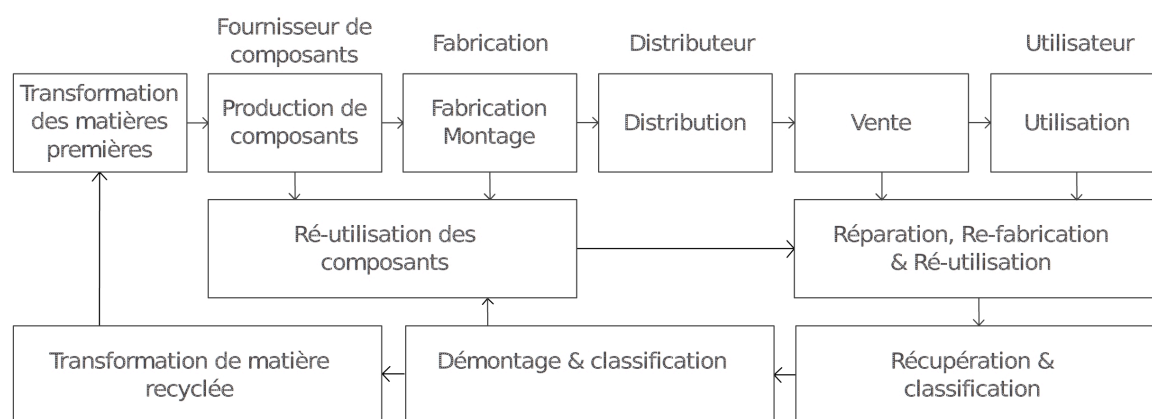 Fournisseur de
composants
Fabrication
Distributeur
Utilisateur
Transformation
des matières
premières
Production de
composants
Fabrication
Montage
Distribution
Vente
Utilisation
Ré-utilisation des
composants
Réparation, Re-fabrication
& Ré-utilisation
Transformation de matière
recyclée
Démontage & classification
Récupération &
classification